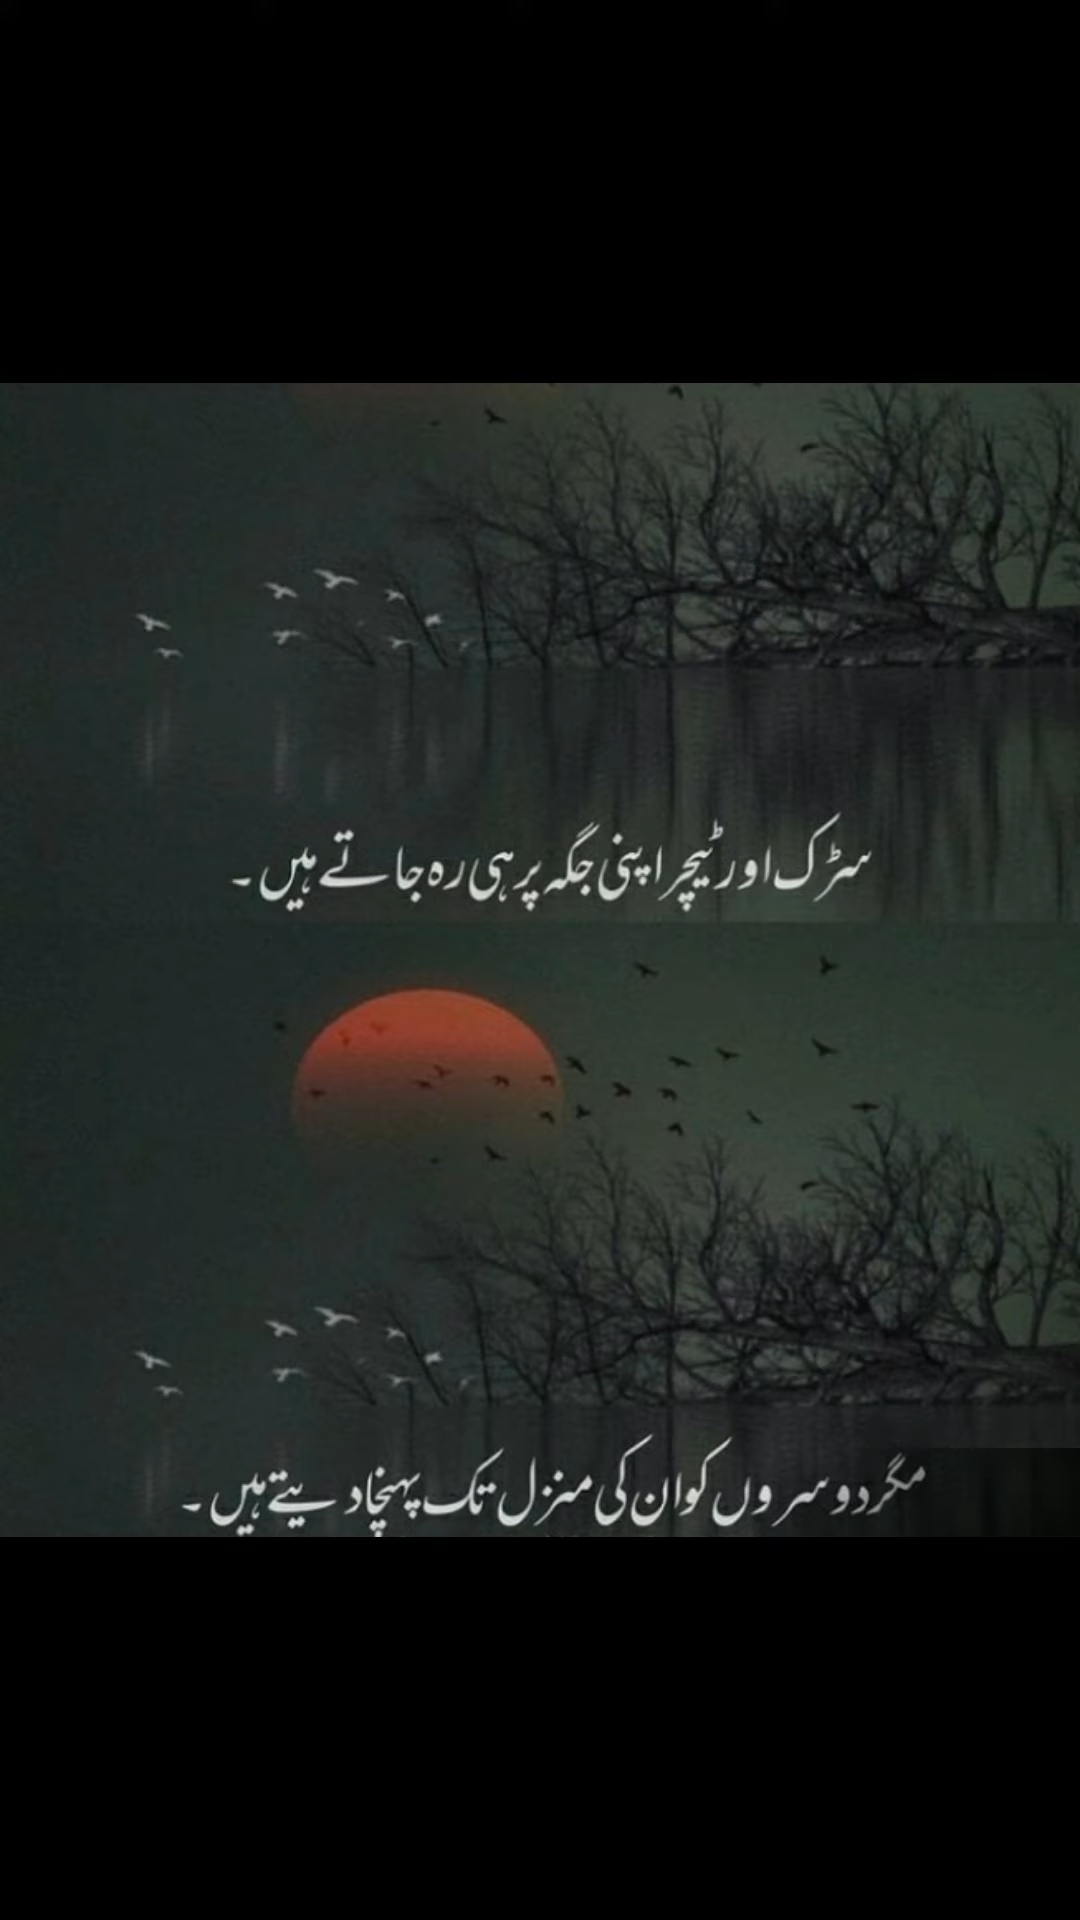 سڑک اور ٹیچر اپنی جگہ پر ہی رہ جاتے ہیں ۔
مگر دوسروں کو ان کی منزل تک پہنچا دیتے ہیں ۔